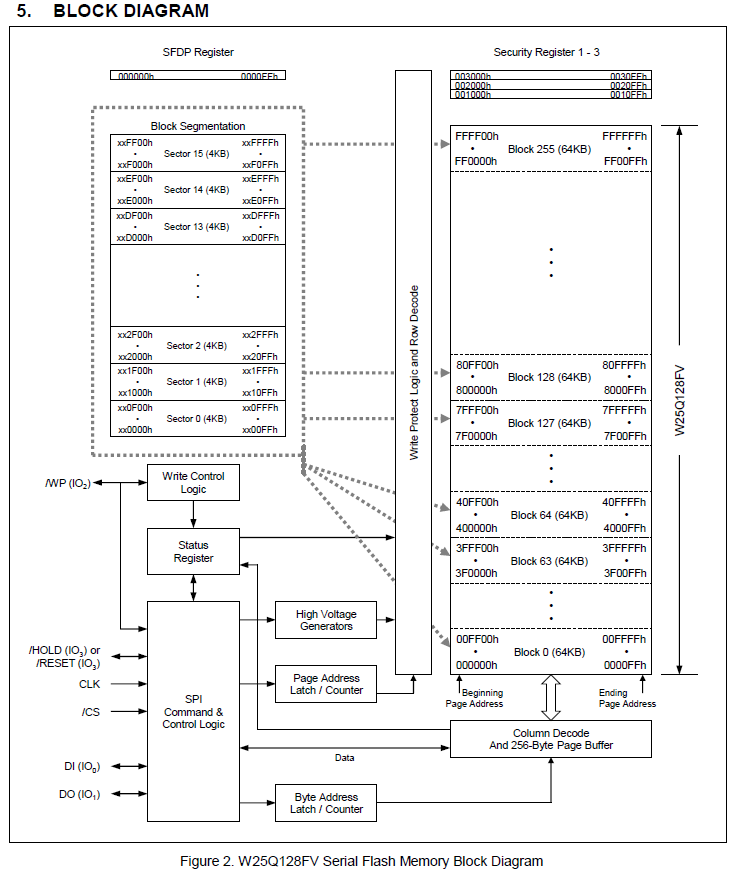 5. BLOCK DIAGRAM
SFDP Register
000000h 0000FFh
Security Register 1 - 3
003000h 0030FFh
002000h 0020FFh
001000h 0010FFh
Block Segmentation
xxFF00h xxFFFFh
• Sector 15 (4KB) •
xxF000h xxF0FFh
xxEF00h xxEFFFh
• Sector 14 (4KB) •
xxE000h xxE0FFh
xxDF00h xxDFFFh
• Sector 13 (4KB) •
xxD000h xxD0FFh
xx2F00h xx2FFFh
• Sector 2 (4KB) •
xx2000h xx20FFh
xx1F00h xx1FFFh
• Sector 1 (4KB) •
xx1000h xx10FFh
xx0F00h xx0FFFh
• Sector 0 (4KB) •
xx0000h xx00FFh
Write Protect Logic and Row Decode
FFFF00h FFFFFFh
• Block 255 (64KB) •
FF0000h FF00FFh
80FF00h 80FFFFh
• Block 128 (64KB) •
800000h 8000FFh
7FFF00h 7FFFFFh
• Block 127 (64KB) •
7F0000h 7F00FFh
40FF00h 40FFFFh
• Block 64 (64KB) •
400000h 4000FFh
3FFF00h 3FFFFFh
• Block 63 (64KB) •
3F0000h 3F00FFh
00FF00h 00FFFFh
• Block 0 (64KB) •
000000h 0000FFh
W25Q128FV
Beginning
Page Address
Ending
Page Address
/WP (IO2)
Write Control
Logic
Status
Register
/HOLD (IO3) or
/RESET (IO3)
CLK
/CS
DI (IO0)
DO (IO1)
SPI
Command &
Control Logic
High Voltage
Generators
Page Address
Latch / Counter
Data
Column Decode
And 256-Byte Page Buffer
Byte Address
Latch / Counter
Figure 2. W25Q128FV Serial Flash Memory Block Diagram